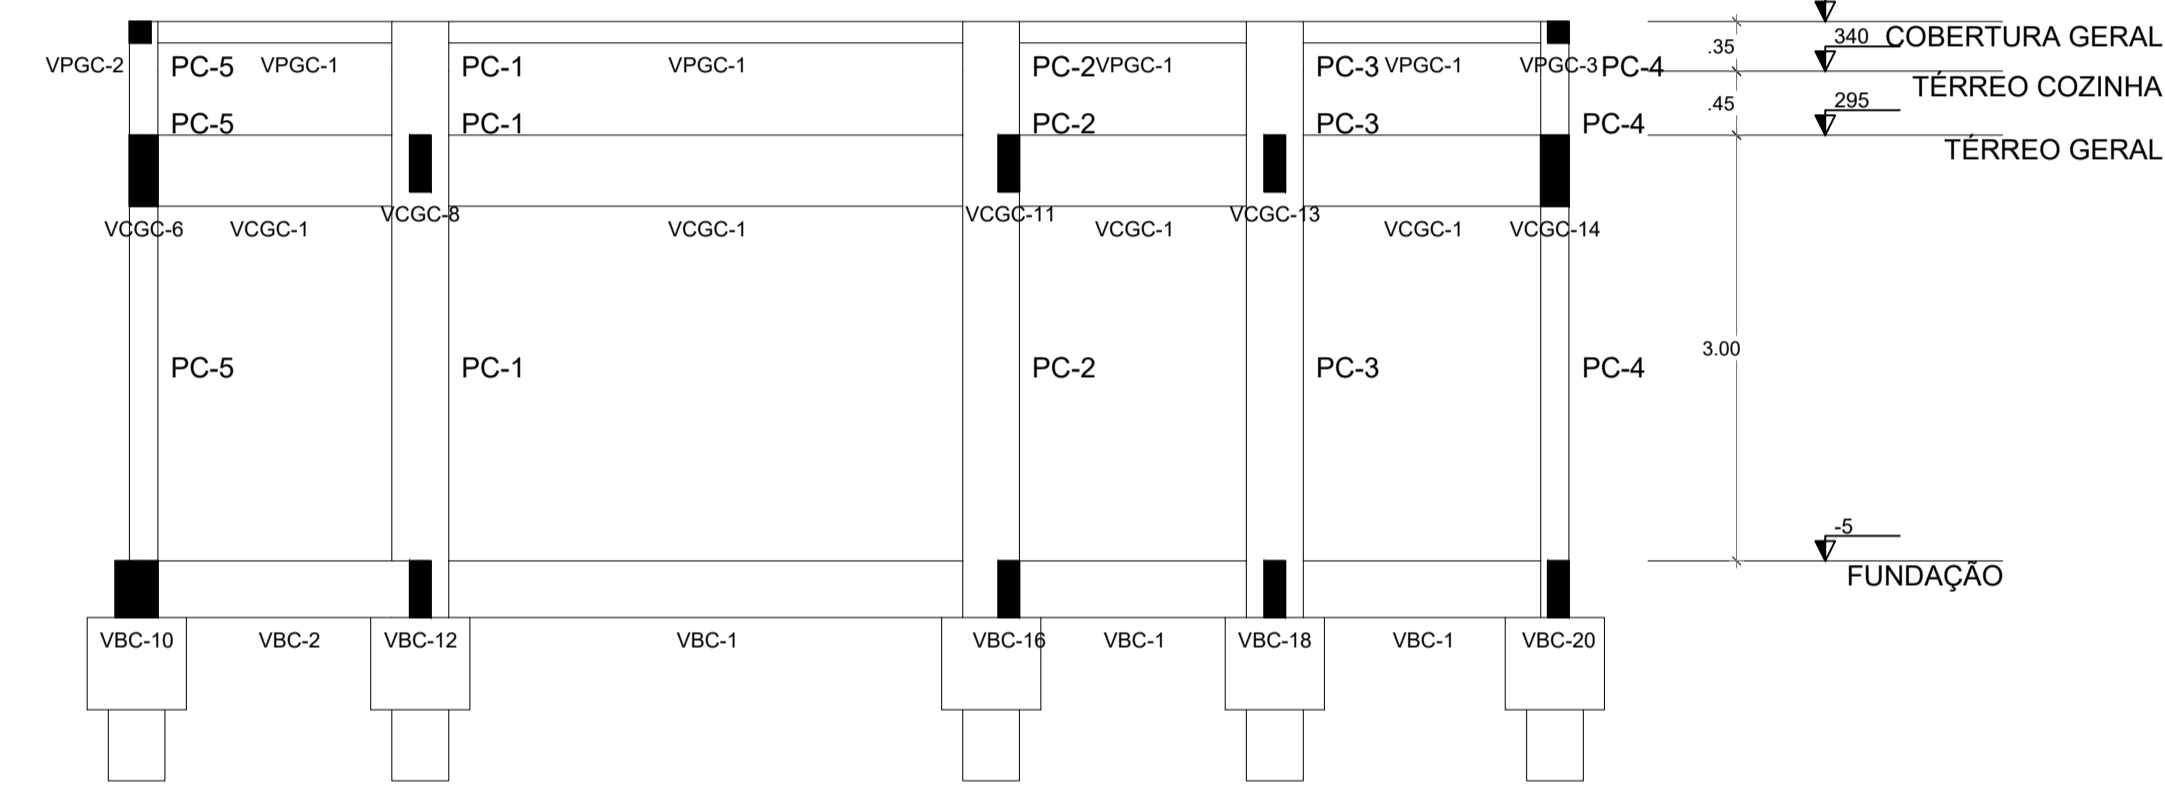 340 COBERTURA GERAL
.35
VPGC-2 PC-5 VPGC-1 PC-1 VPGC-1 PC-2 VPGC-1 PC-3 VPGC-1 VPGC-3 PC-4
TÉRREO COZINHA
.45 295
PC-5 PC-1 PC-2 PC-3 PC-4
TÉRREO GERAL
VCGC-8 VCGC-11 VCGC-13
VCGC-6 VCGC-1 VCGC-1 VCGC-1 VCGC-1 VCGC-14
3.00
PC-5 PC-1 PC-2 PC-3 PC-4
-5
FUNDAÇÃO
VBC-10 VBC-2 VBC-12 VBC-1 VBC-16 VBC-1 VBC-18 VBC-1 VBC-20